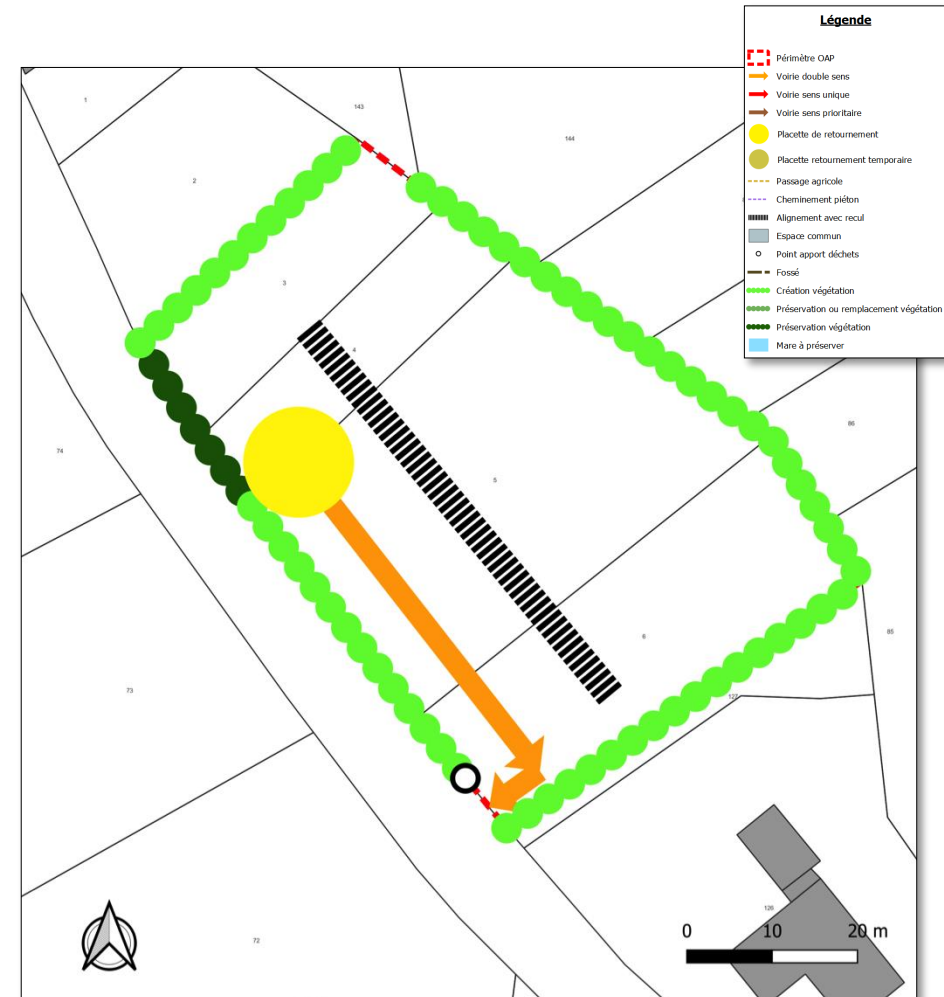 Légende
Périmètre OAP
Voirie double sens
Voirie sens unique
Voirie sens prioritaire
Placette de retournement
Placette retournement temporaire
Passage agricole
Cheminement piéton
Alignement avec recul
Espace commun
Point apport déchets
Fossé
Création végétation
Préservation ou remplacement végétation
Préservation végétation
Mare à préserver
1
143
144
2
3
4
74
86
5
85
6
73
127
126
72
0 10 20 m